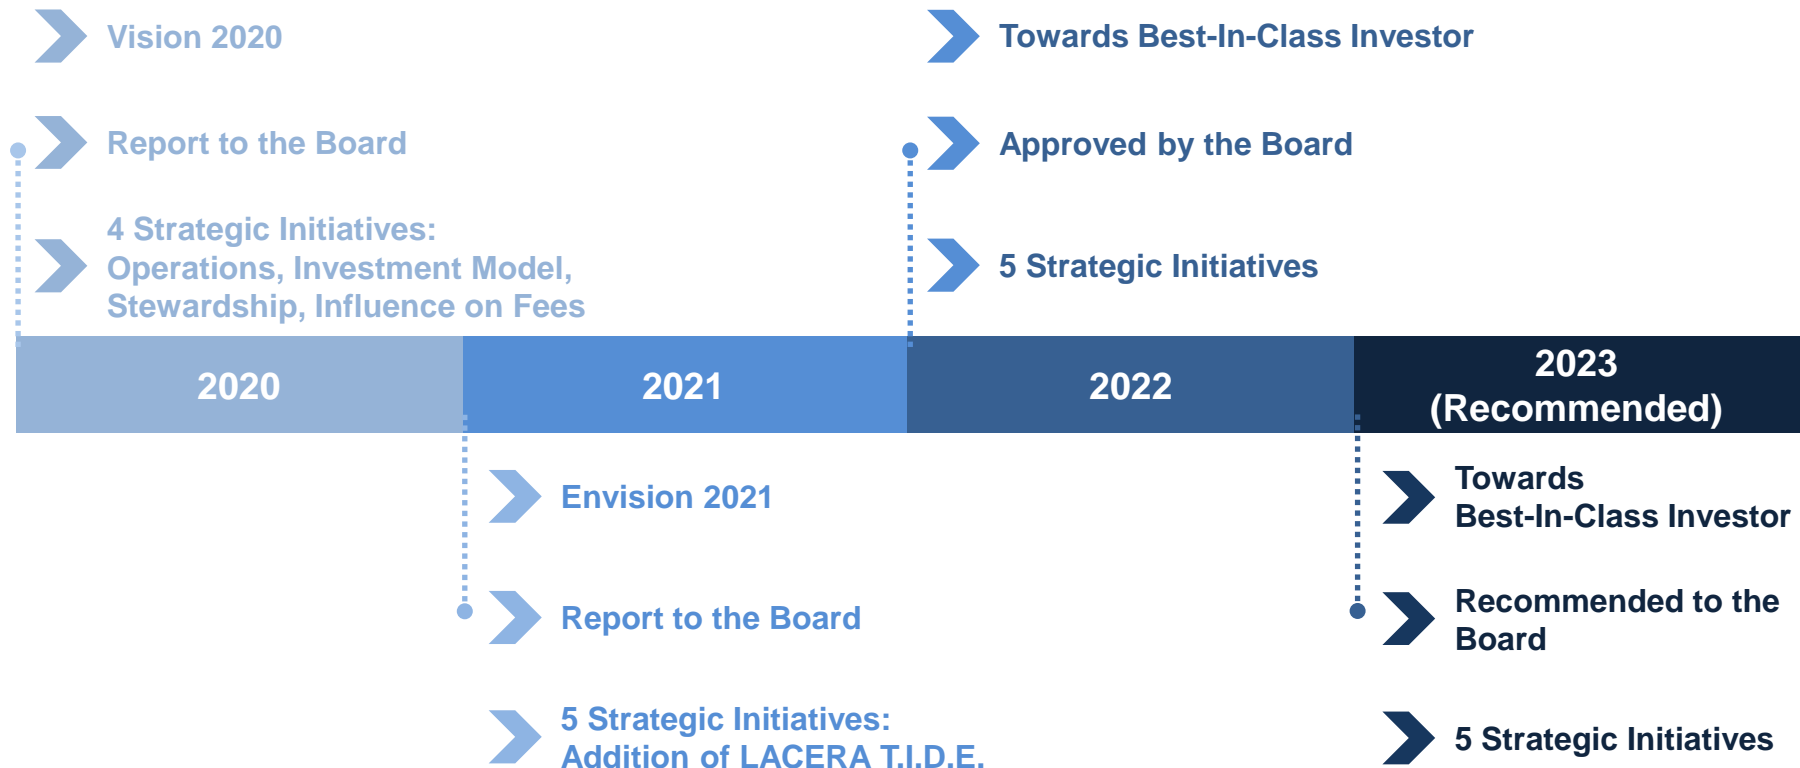 Vision 2020
Report to the Board
4 Strategic Initiatives:
Operations, Investment Model,
Stewardship, Influence on Fees
Towards Best-In-Class Investor
Approved by the Board
5 Strategic Initiatives
2020
2021
2022
2023
(Recommended)
Envision 2021
Report to the Board
5 Strategic Initiatives:
Addition of LACERA T.I.D.E.
Towards
Best-In-Class Investor
Recommended to the
Board
5 Strategic Initiatives